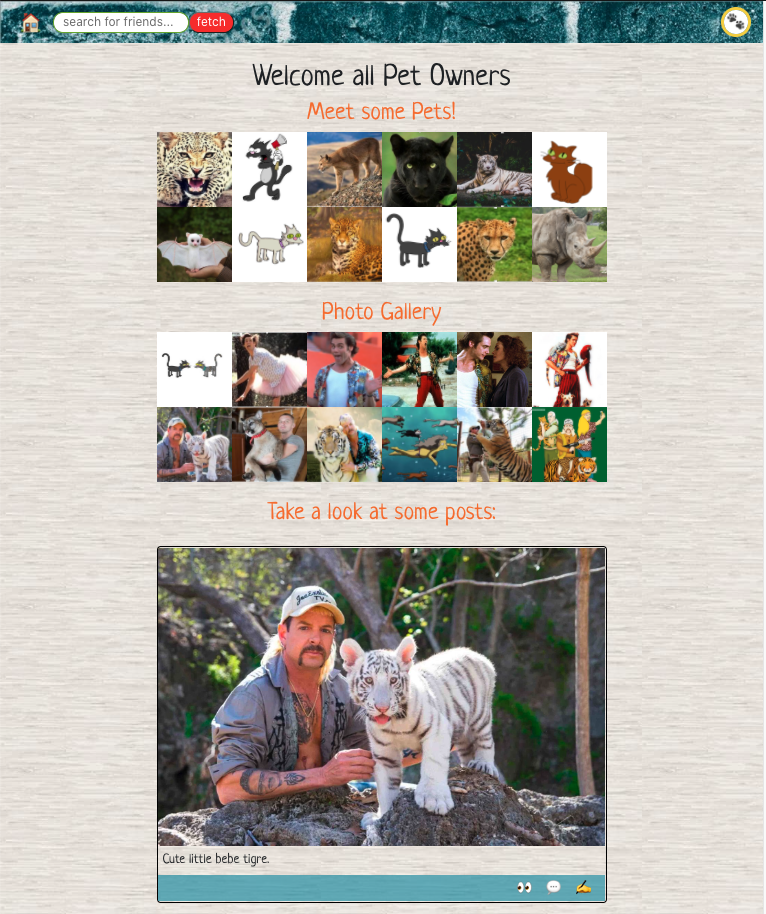 search for friends...
fetch
Welcome all Pet Owners
Meet some Pets!
Photo Gallery
Take a look at some posts:
Cute little bebe tigre.